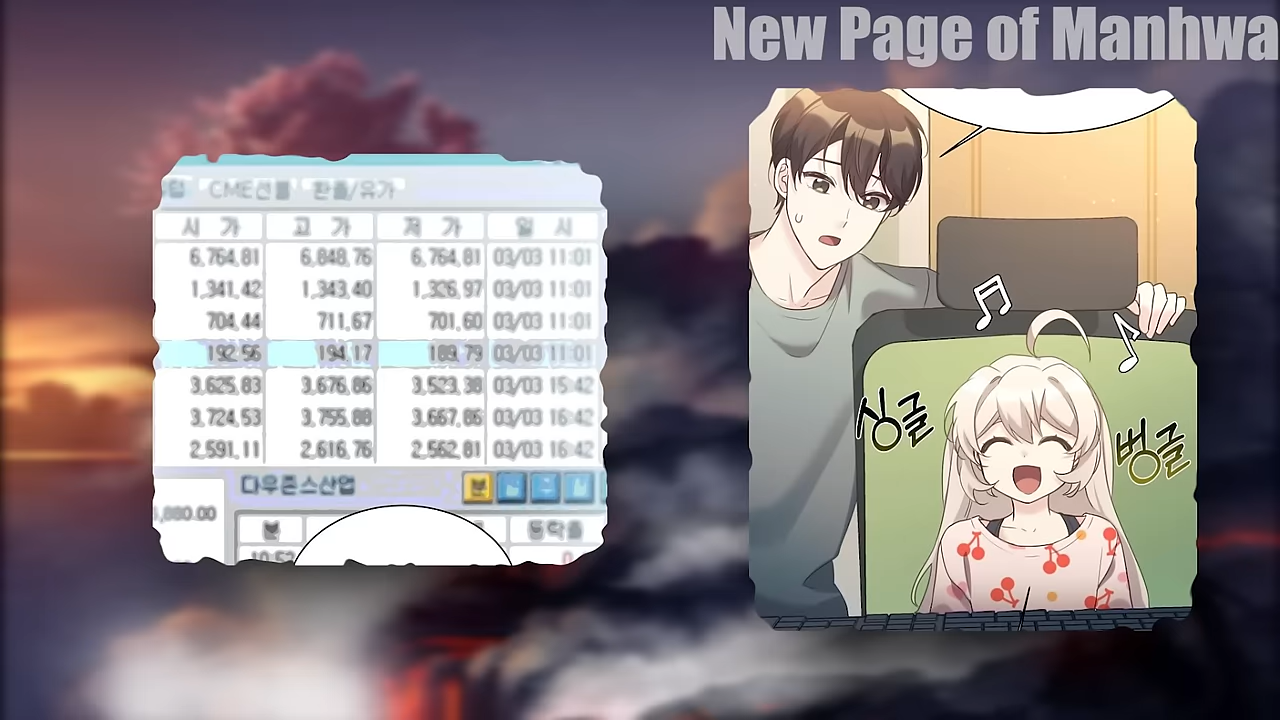 New Page of Manhwa
CME선물 환율/유가
시 가 고 가 저 가 일 시
6,764.81 6,848.76 6,764.81 03/03 11:01
1,341.42 1,343.40 1,326.97 03/03 11:01
704.44 711.67 701.60 03/03 11:01
192.56 194.17 189.79 03/03 11:01
3,625.83 3,676.86 3,523.38 03/03 15:42
3,724.53 3,755.88 3,667.86 03/03 16:42
2,591.11 2,616.76 2,562.81 03/03 16:42
다우존스산업
등락률
10:52
0
싱글
벙글